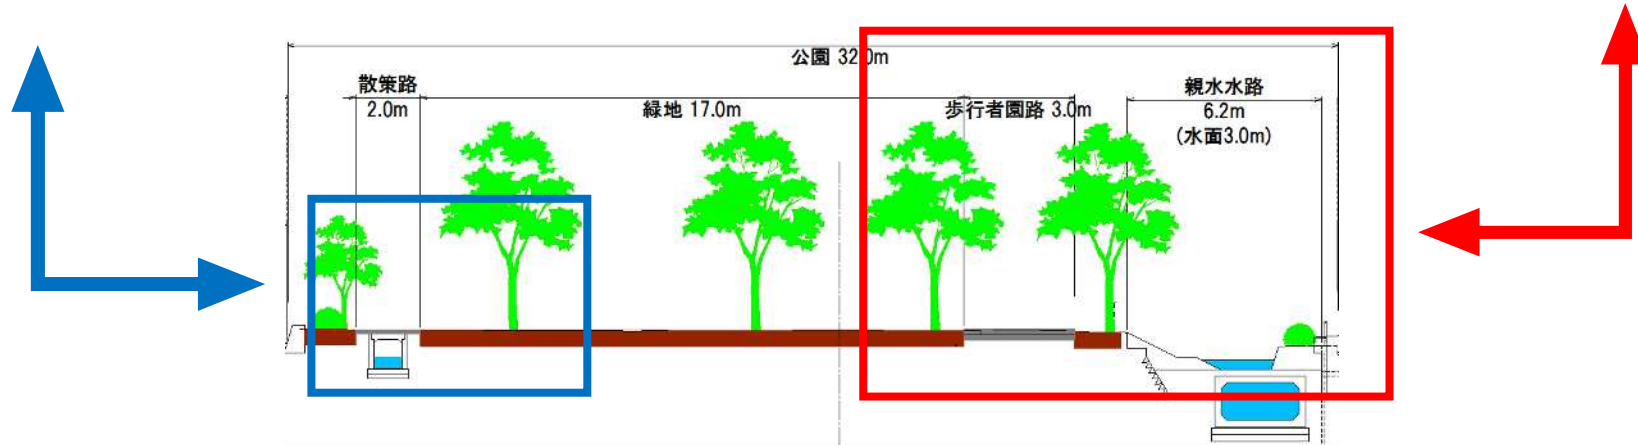 公園 32.0m
散策路
2.0m
緑地 17.0m
歩行者園路 3.0m
親水水路
6.2m
(水面3.0m)